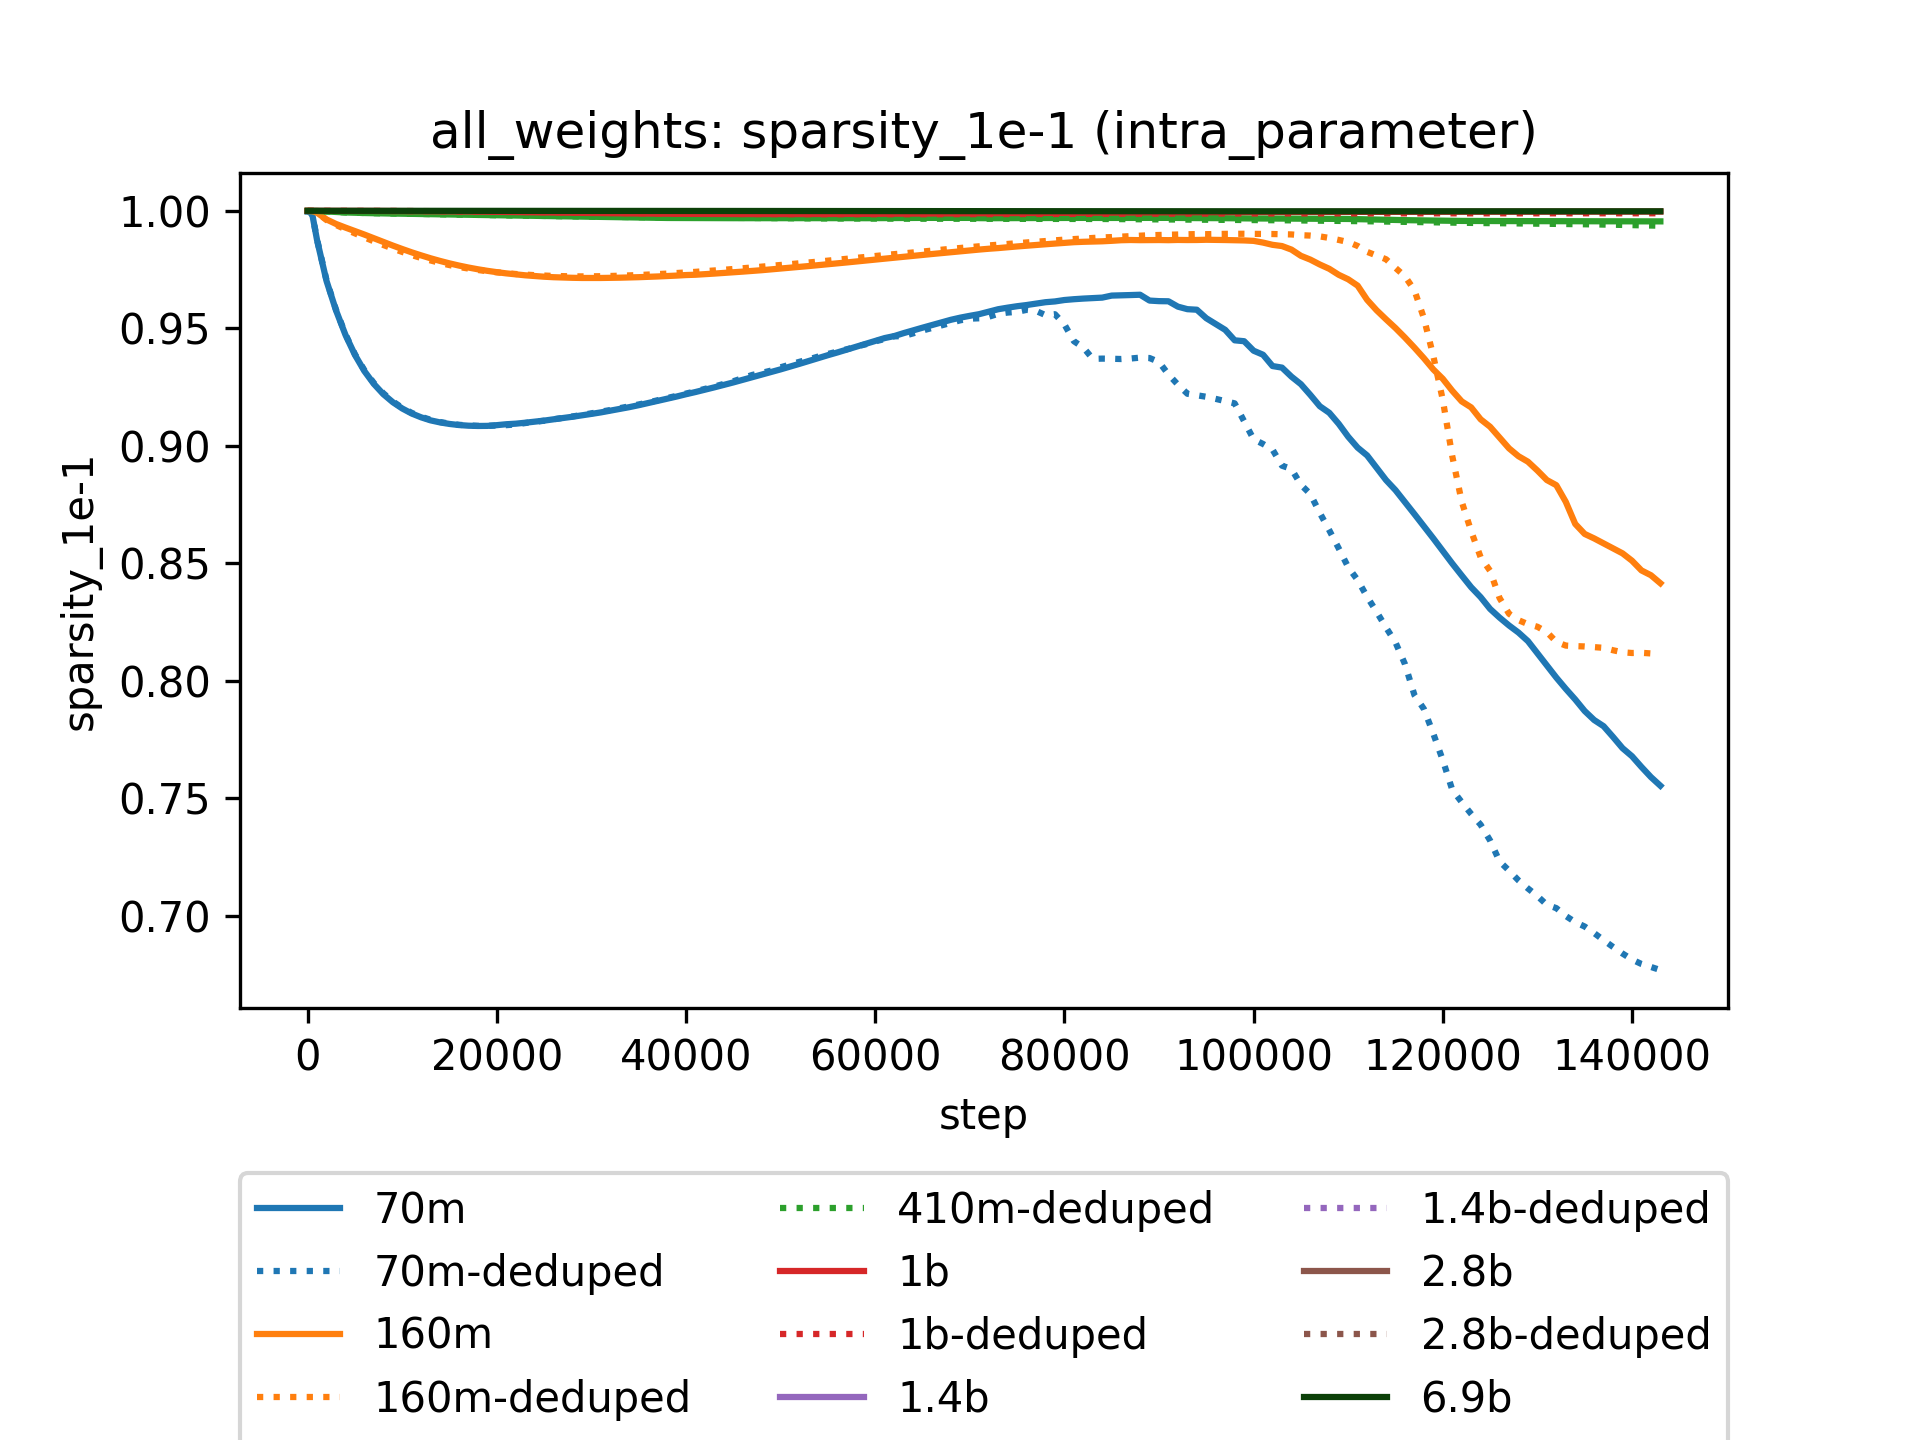 all_weights: sparsity_1e-1 (intra_parameter)
1.00
0.95
0.90
0.85
0.80
0.75
0.70
sparsity_1e-1
0 20000 40000 60000 80000 100000 120000 140000
step
70m
70m-deduped
160m
160m-deduped
410m-deduped
1b
1b-deduped
1.4b
1.4b-deduped
2.8b
2.8b-deduped
6.9b